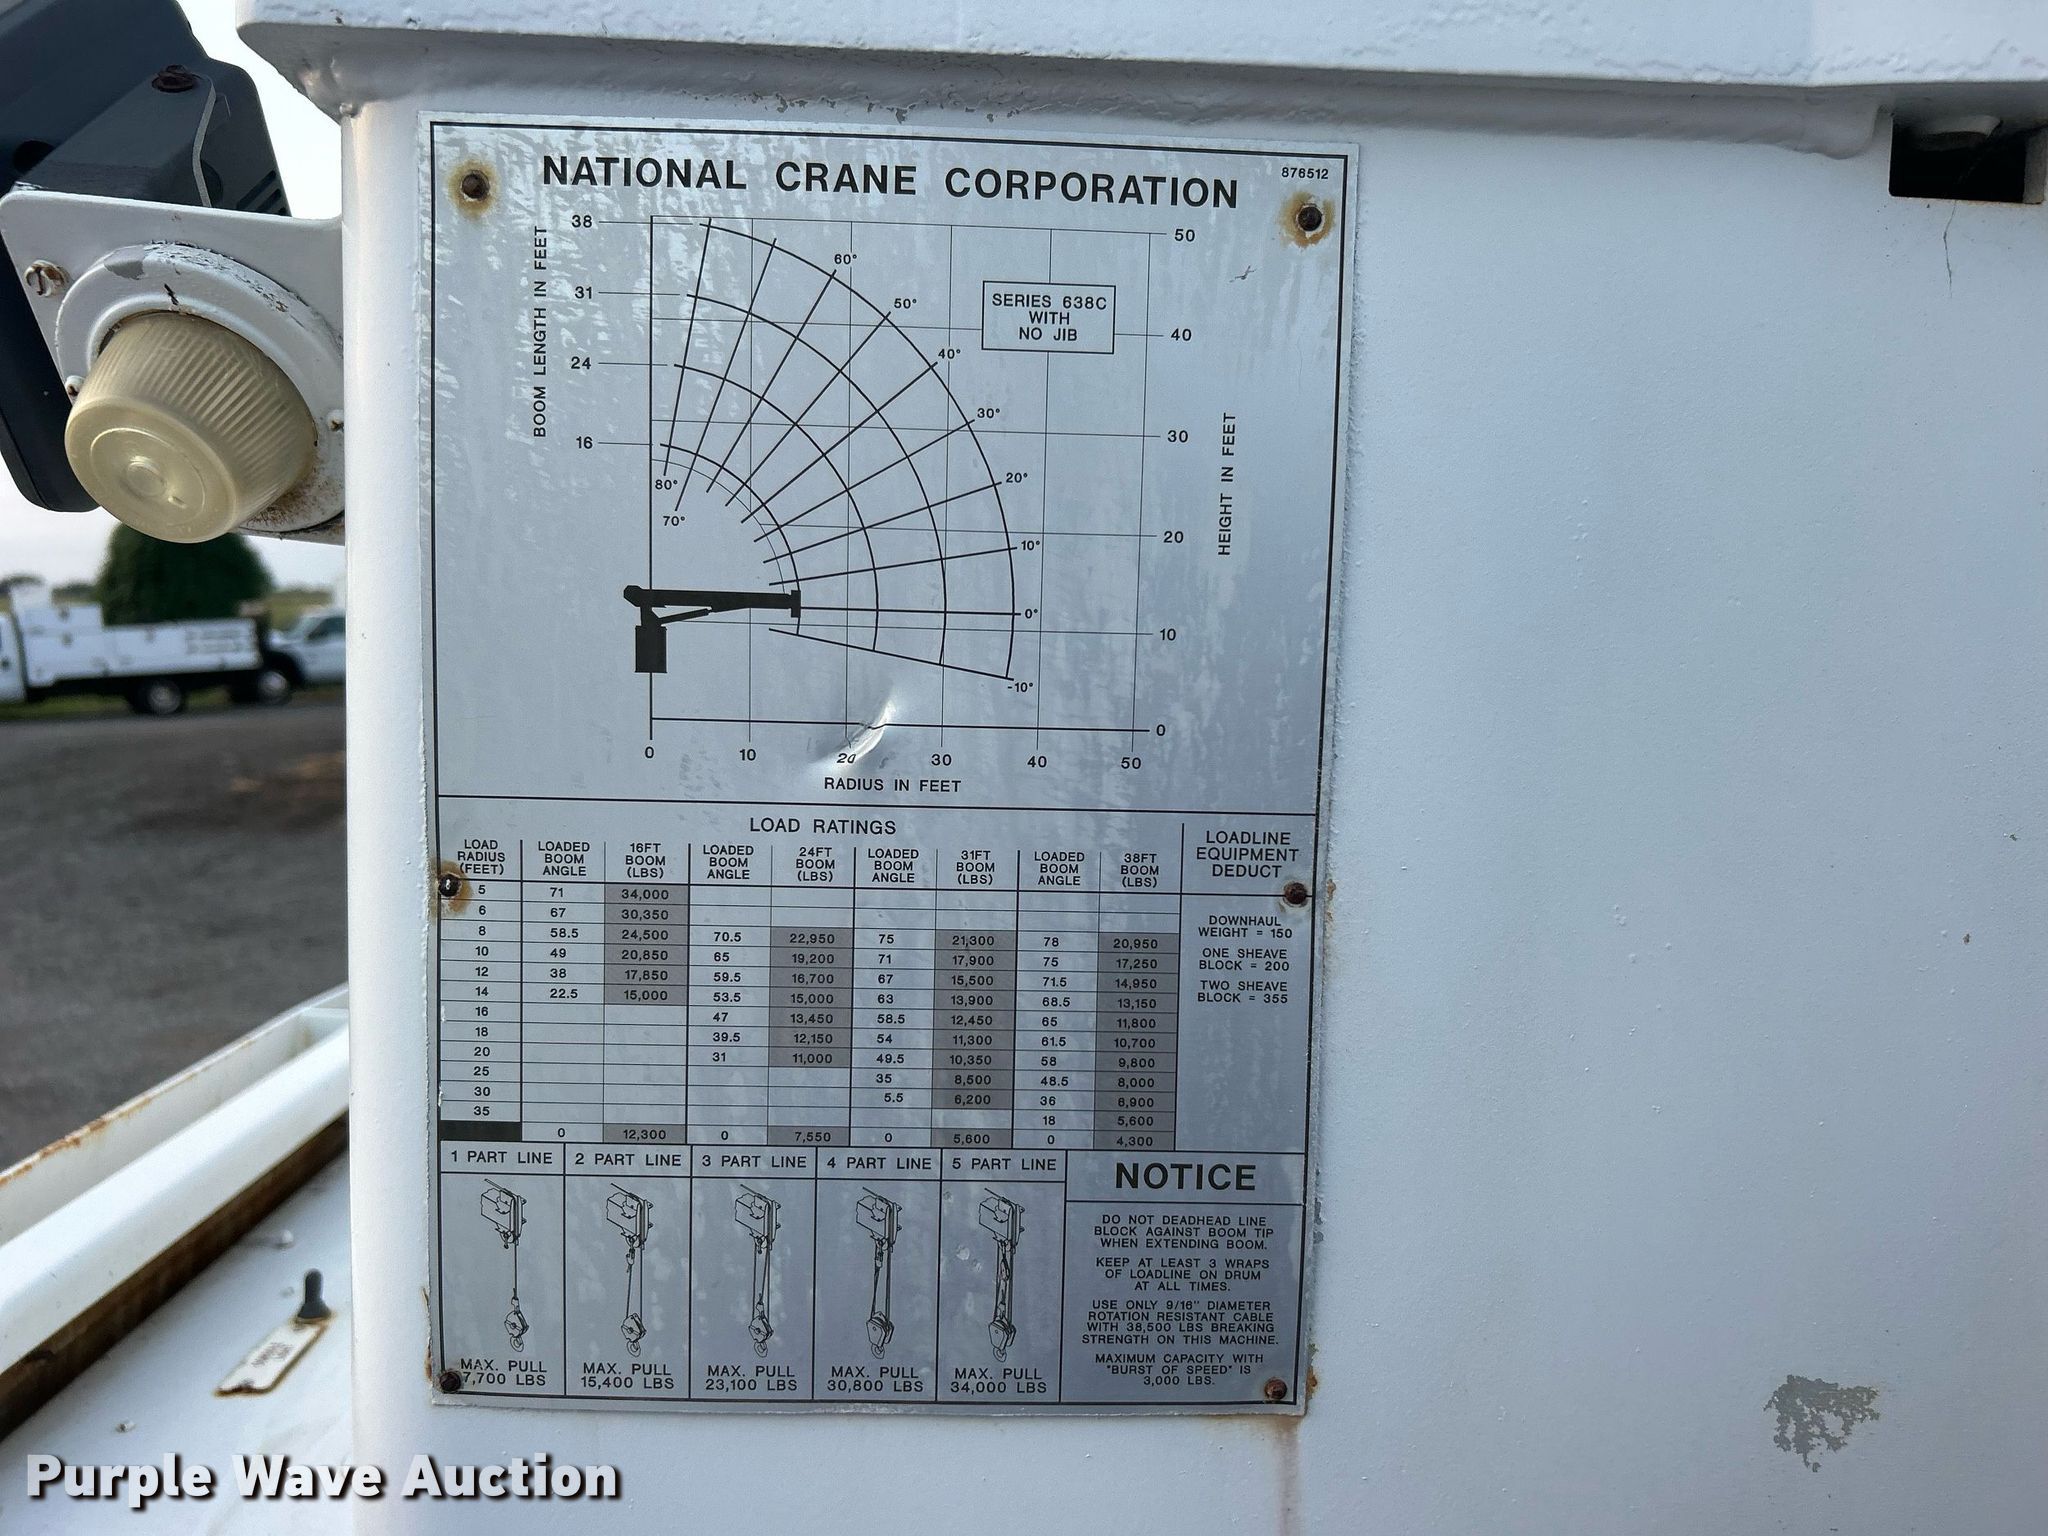 NATIONAL CRANE CORPORATION
876512
BOOM LENGTH IN FEET
38
31
24
16
SERIES 638C
WITH
NO JIB
80°
70°
60°
50°
40°
30°
20°
10°
0°
-10°
50
40
30
20
10
0
HEIGHT IN FEET
0 10 20 30 40 50
RADIUS IN FEET
LOAD RATINGS
LOAD RADIUS (FEET) LOADED BOOM ANGLE 16FT BOOM (LBS) LOADED BOOM ANGLE 24FT BOOM (LBS) LOADED BOOM ANGLE 31FT BOOM (LBS) LOADED BOOM ANGLE 38FT BOOM (LBS)
5 71 34,000
6 67 30,350
8 58.5 24,500 70.5 22,950 75 21,300 78 20,950
10 49 20,850 65 19,200 71 17,900 75 17,250
12 38 17,850 59.5 16,700 67 15,500 71.5 14,950
14 22.5 15,000 53.5 15,000 63 13,900 68.5 13,150
16 47 13,450 58.5 12,450 65 11,800
18 39.5 12,150 54 11,300 61.5 10,700
20 31 11,000 49.5 10,350 58 9,800
25 35 8,500 48.5 8,000
30 5.5 6,200 36 6,900
35 18 5,600
0 12,300 0 7,550 0 5,600 0 4,300
LOADLINE
EQUIPMENT
DEDUCT
DOWNHAUL
WEIGHT = 150
ONE SHEAVE
BLOCK = 200
TWO SHEAVE
BLOCK = 355
1 PART LINE 2 PART LINE 3 PART LINE 4 PART LINE 5 PART LINE
MAX. PULL MAX. PULL MAX. PULL MAX. PULL MAX. PULL
7,700 LBS 15,400 LBS 23,100 LBS 30,800 LBS 34,000 LBS
NOTICE
DO NOT DEADHEAD LINE
BLOCK AGAINST BOOM TIP
WHEN EXTENDING BOOM.
KEEP AT LEAST 3 WRAPS
OF LOADLINE ON DRUM
AT ALL TIMES.
USE ONLY 9/16" DIAMETER
ROTATION RESISTANT CABLE
WITH 38,500 LBS BREAKING
STRENGTH ON THIS MACHINE.
MAXIMUM CAPACITY WITH
"BURST OF SPEED" IS
3,000 LBS.
Purple Wave Auction